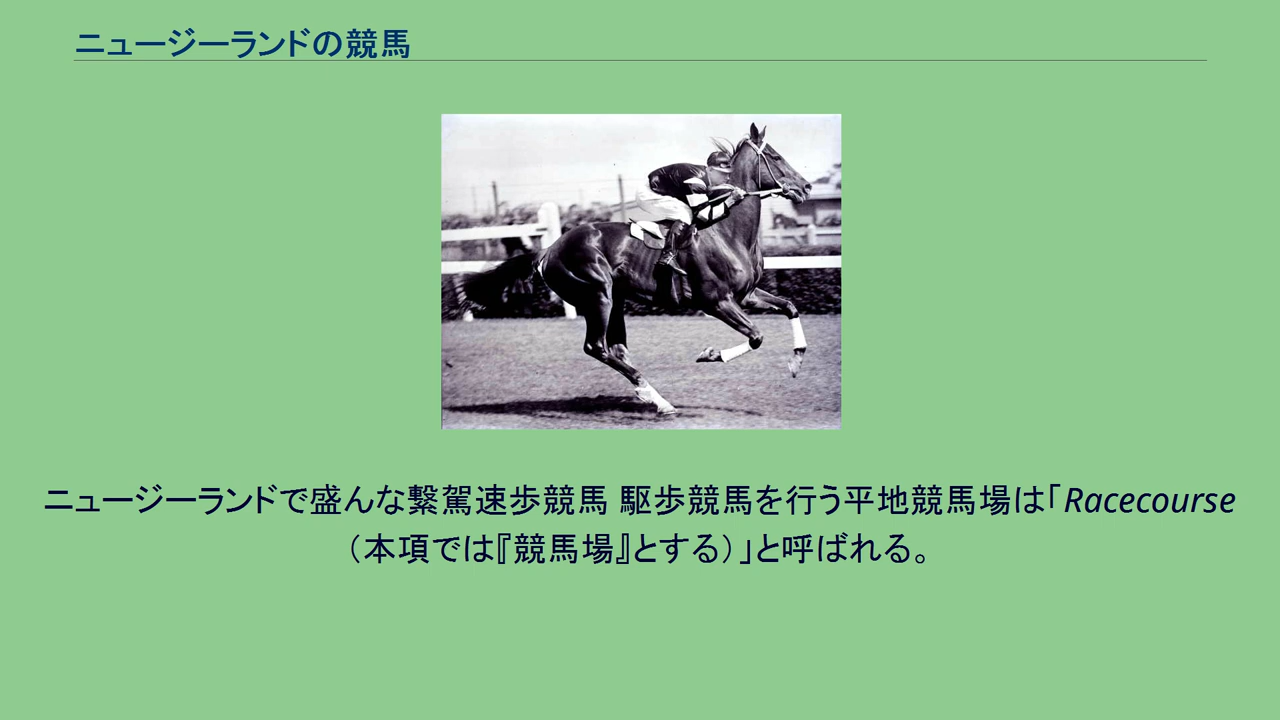 ニュージーランドの競馬
ニュージーランドで盛んな繋駕速歩競馬 駆歩競馬を行う平地競馬場は「Racecourse
（本項では『競馬場』とする）」と呼ばれる。